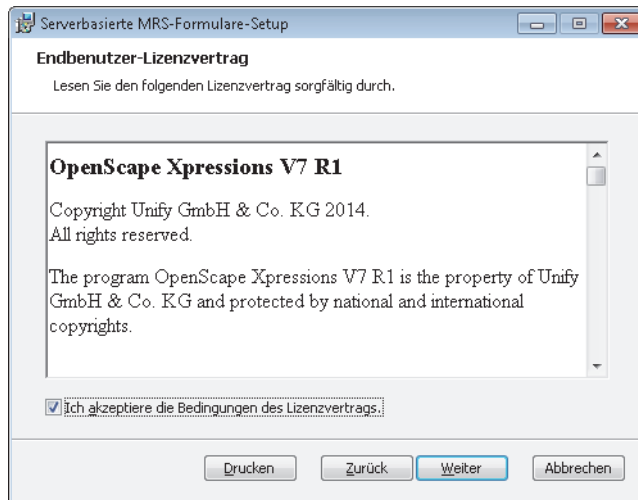 Serverbasierte MRS-Formulare-Setup
Endbenutzer-Lizenzvertrag
Lesen Sie den folgenden Lizenzvertrag sorgfältig durch.
OpenScape Xpressions V7 R1
Copyright Unify GmbH & Co. KG 2014.
All rights reserved.
The program OpenScape Xpressions V7 R1 is the property of Unify
GmbH & Co. KG and protected by national and international
copyrights.
Ich akzeptiere die Bedingungen des Lizenzvertrags.
Drucken Zurück Weiter Abbrechen